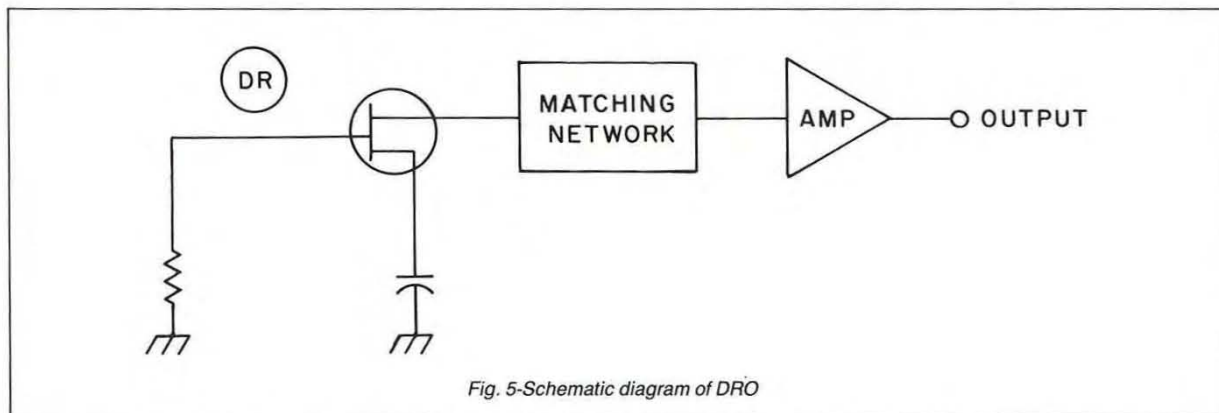 DR
MATCHING
NETWORK
AMP
OUTPUT
Fig. 5-Schematic diagram of DRO